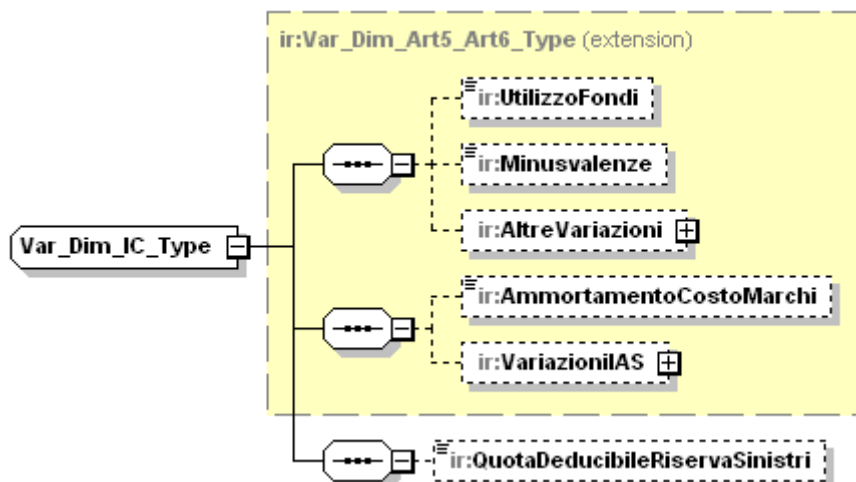 ir:Var_Dim_Art5_Art6_Type (extension)
ir:UtilizzoFondi
ir:Minusvalenze
Var_Dim_IC_Type
ir:AltreVariazioni
ir:AmmortamentoCostoMarchi
ir:VariazioniIAS
ir:QuotaDeducibileRiservaSinistri